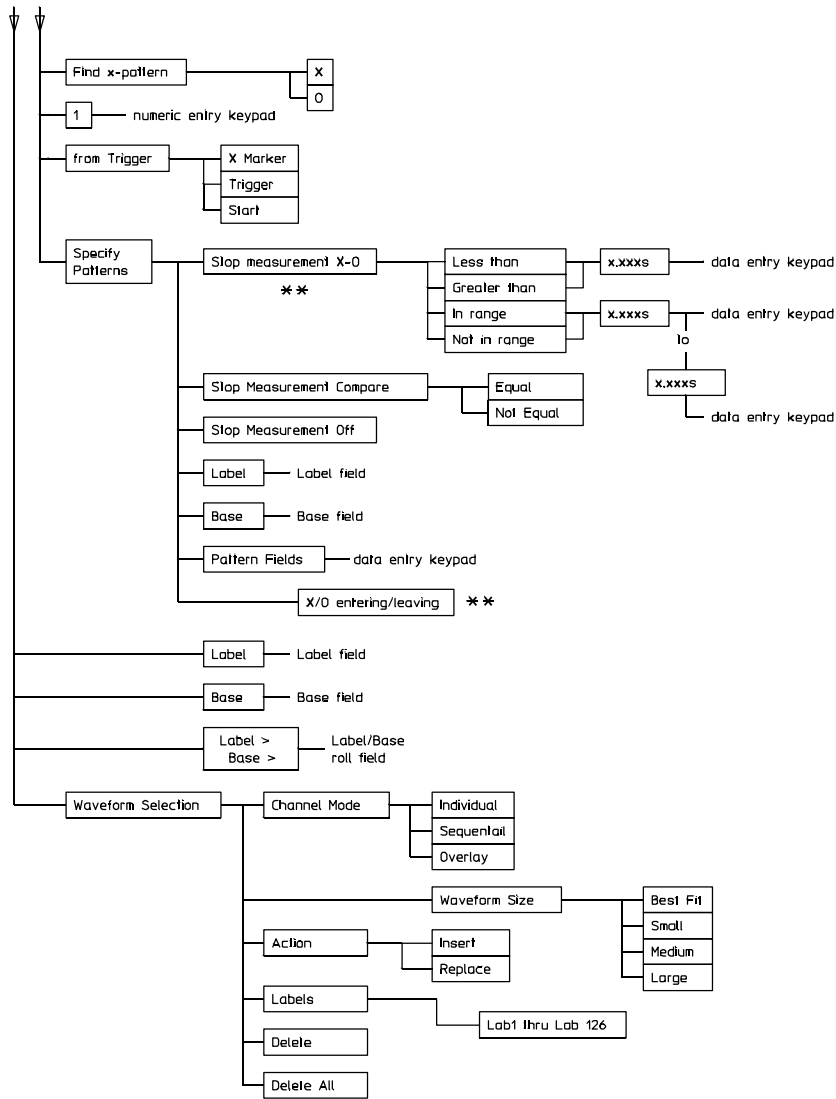 Find x-pattern
X
O
1
numeric entry keypad
from Trigger
X Marker
Trigger
Start
Specify
Patterns
Stop measurement X-O
**
Less than
Greater than
In range
Not in range
x.xxxs
data entry keypad
x.xxxs
data entry keypad
to
x.xxxs
data entry keypad
Stop Measurement Compare
Equal
Not Equal
Stop Measurement Off
Label
Label field
Base
Base field
Pattern Fields
data entry keypad
X/O entering/leaving
**
Label
Label field
Base
Base field
Label >
Base >
Label/Base
roll field
Waveform Selection
Channel Mode
Individual
Sequentail
Overlay
Waveform Size
Best Fit
Small
Medium
Large
Action
Insert
Replace
Labels
Lab1 thru Lab 126
Delete
Delete All